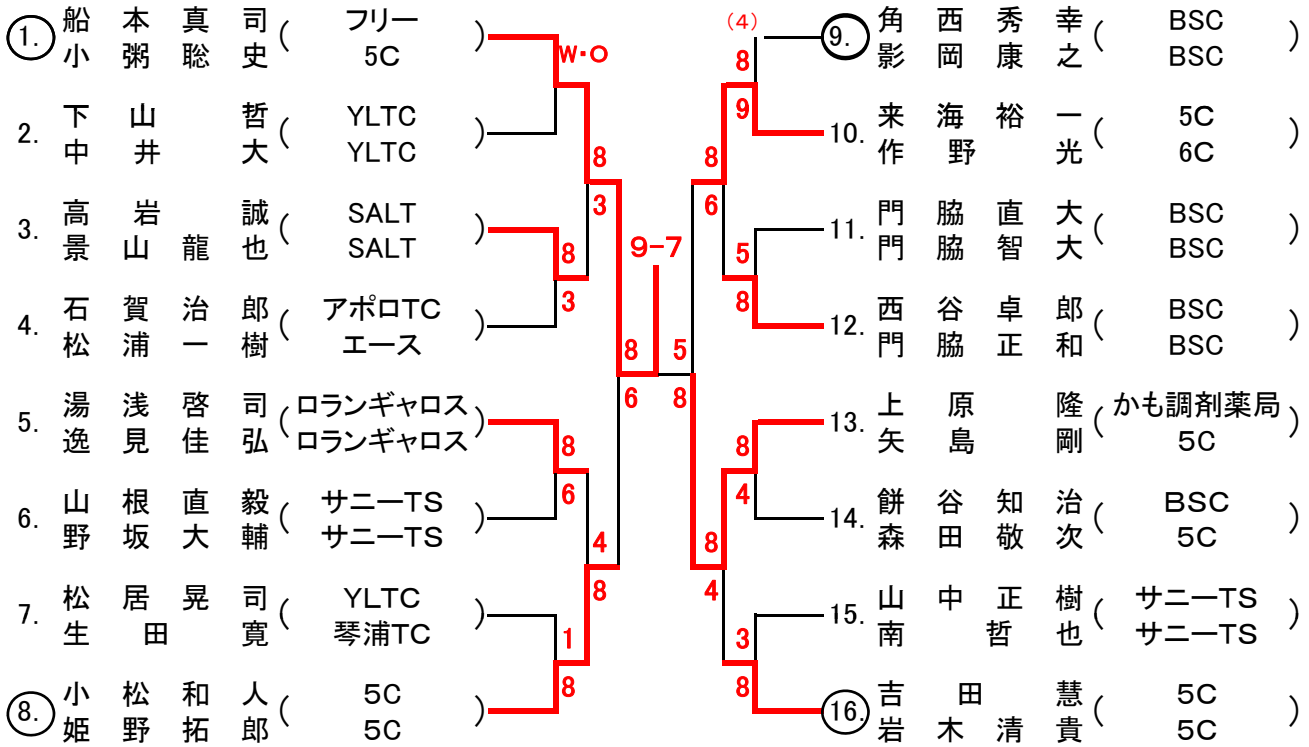 1. 船本真司 ( フリー )
小粥聡史 5C
2. 下山 哲 ( YLTC )
中井 大 YLTC
3. 高岩 誠 ( SALT )
景山龍也 SALT
4. 石賀治郎 ( アポロTC )
松浦一樹 エース
5. 湯浅啓司 ( ロランギャロス )
逸見佳弘 ロランギャロス
6. 山根直毅 ( サニーTS )
野坂大輔 サニーTS
7. 松居晃司 ( YLTC )
生田 寛 琴浦TC
8. 小松和人 ( 5C )
姫野拓郎 5C
W・O
8
3
8
3
8
6
1
8
4
8
8
6
9-7
5
8
8
6
8
4
(4)
8
9
5
8
8
4
3
8
9. 角西秀幸 ( BSC )
影岡康之 BSC
10. 来海裕一 ( 5C )
作野 光 6C
11. 門脇直大 ( BSC )
門脇智大 BSC
12. 西谷卓郎 ( BSC )
門脇正和 BSC
13. 上原 隆 ( かも調剤薬局 )
矢島 剛 5C
14. 餅谷知治 ( BSC )
森田敬次 5C
15. 山中正樹 ( サニーTS )
南 哲也 サニーTS
16. 吉田 慧 ( 5C )
岩木清貴 5C